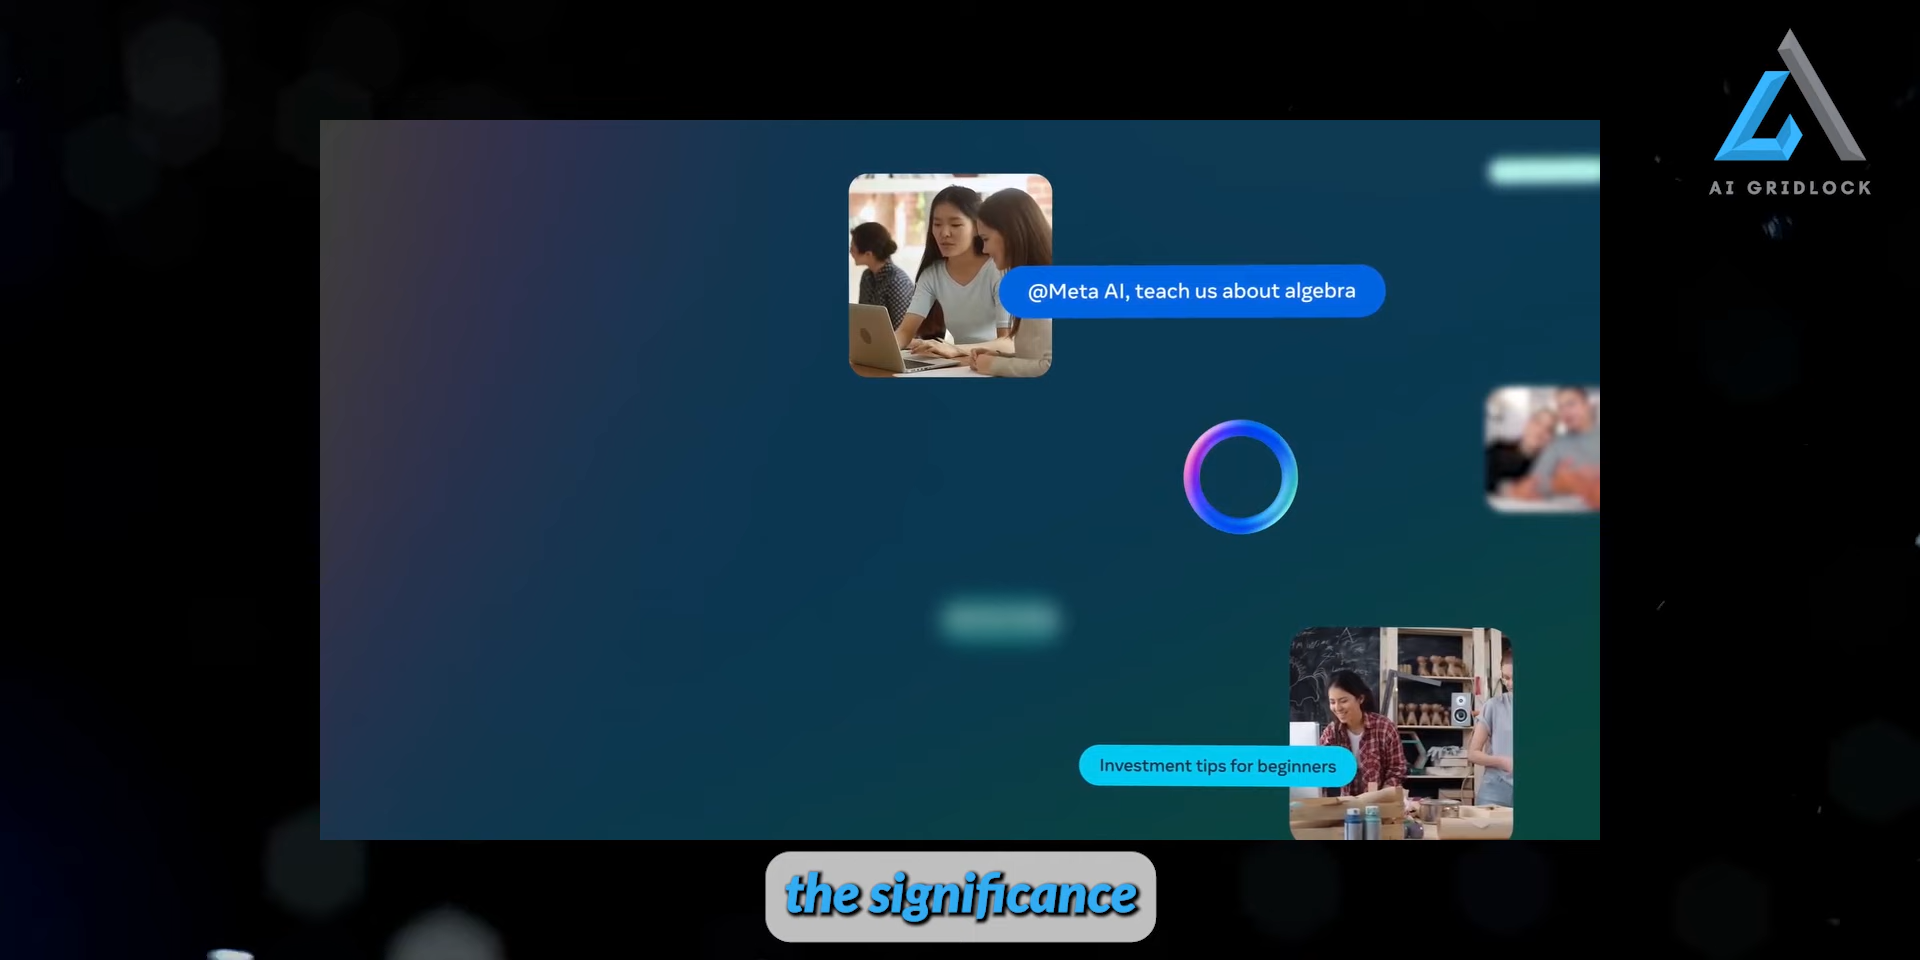 AI GRIDLOCK
@Meta AI, teach us about algebra
Investment tips for beginners
the significance